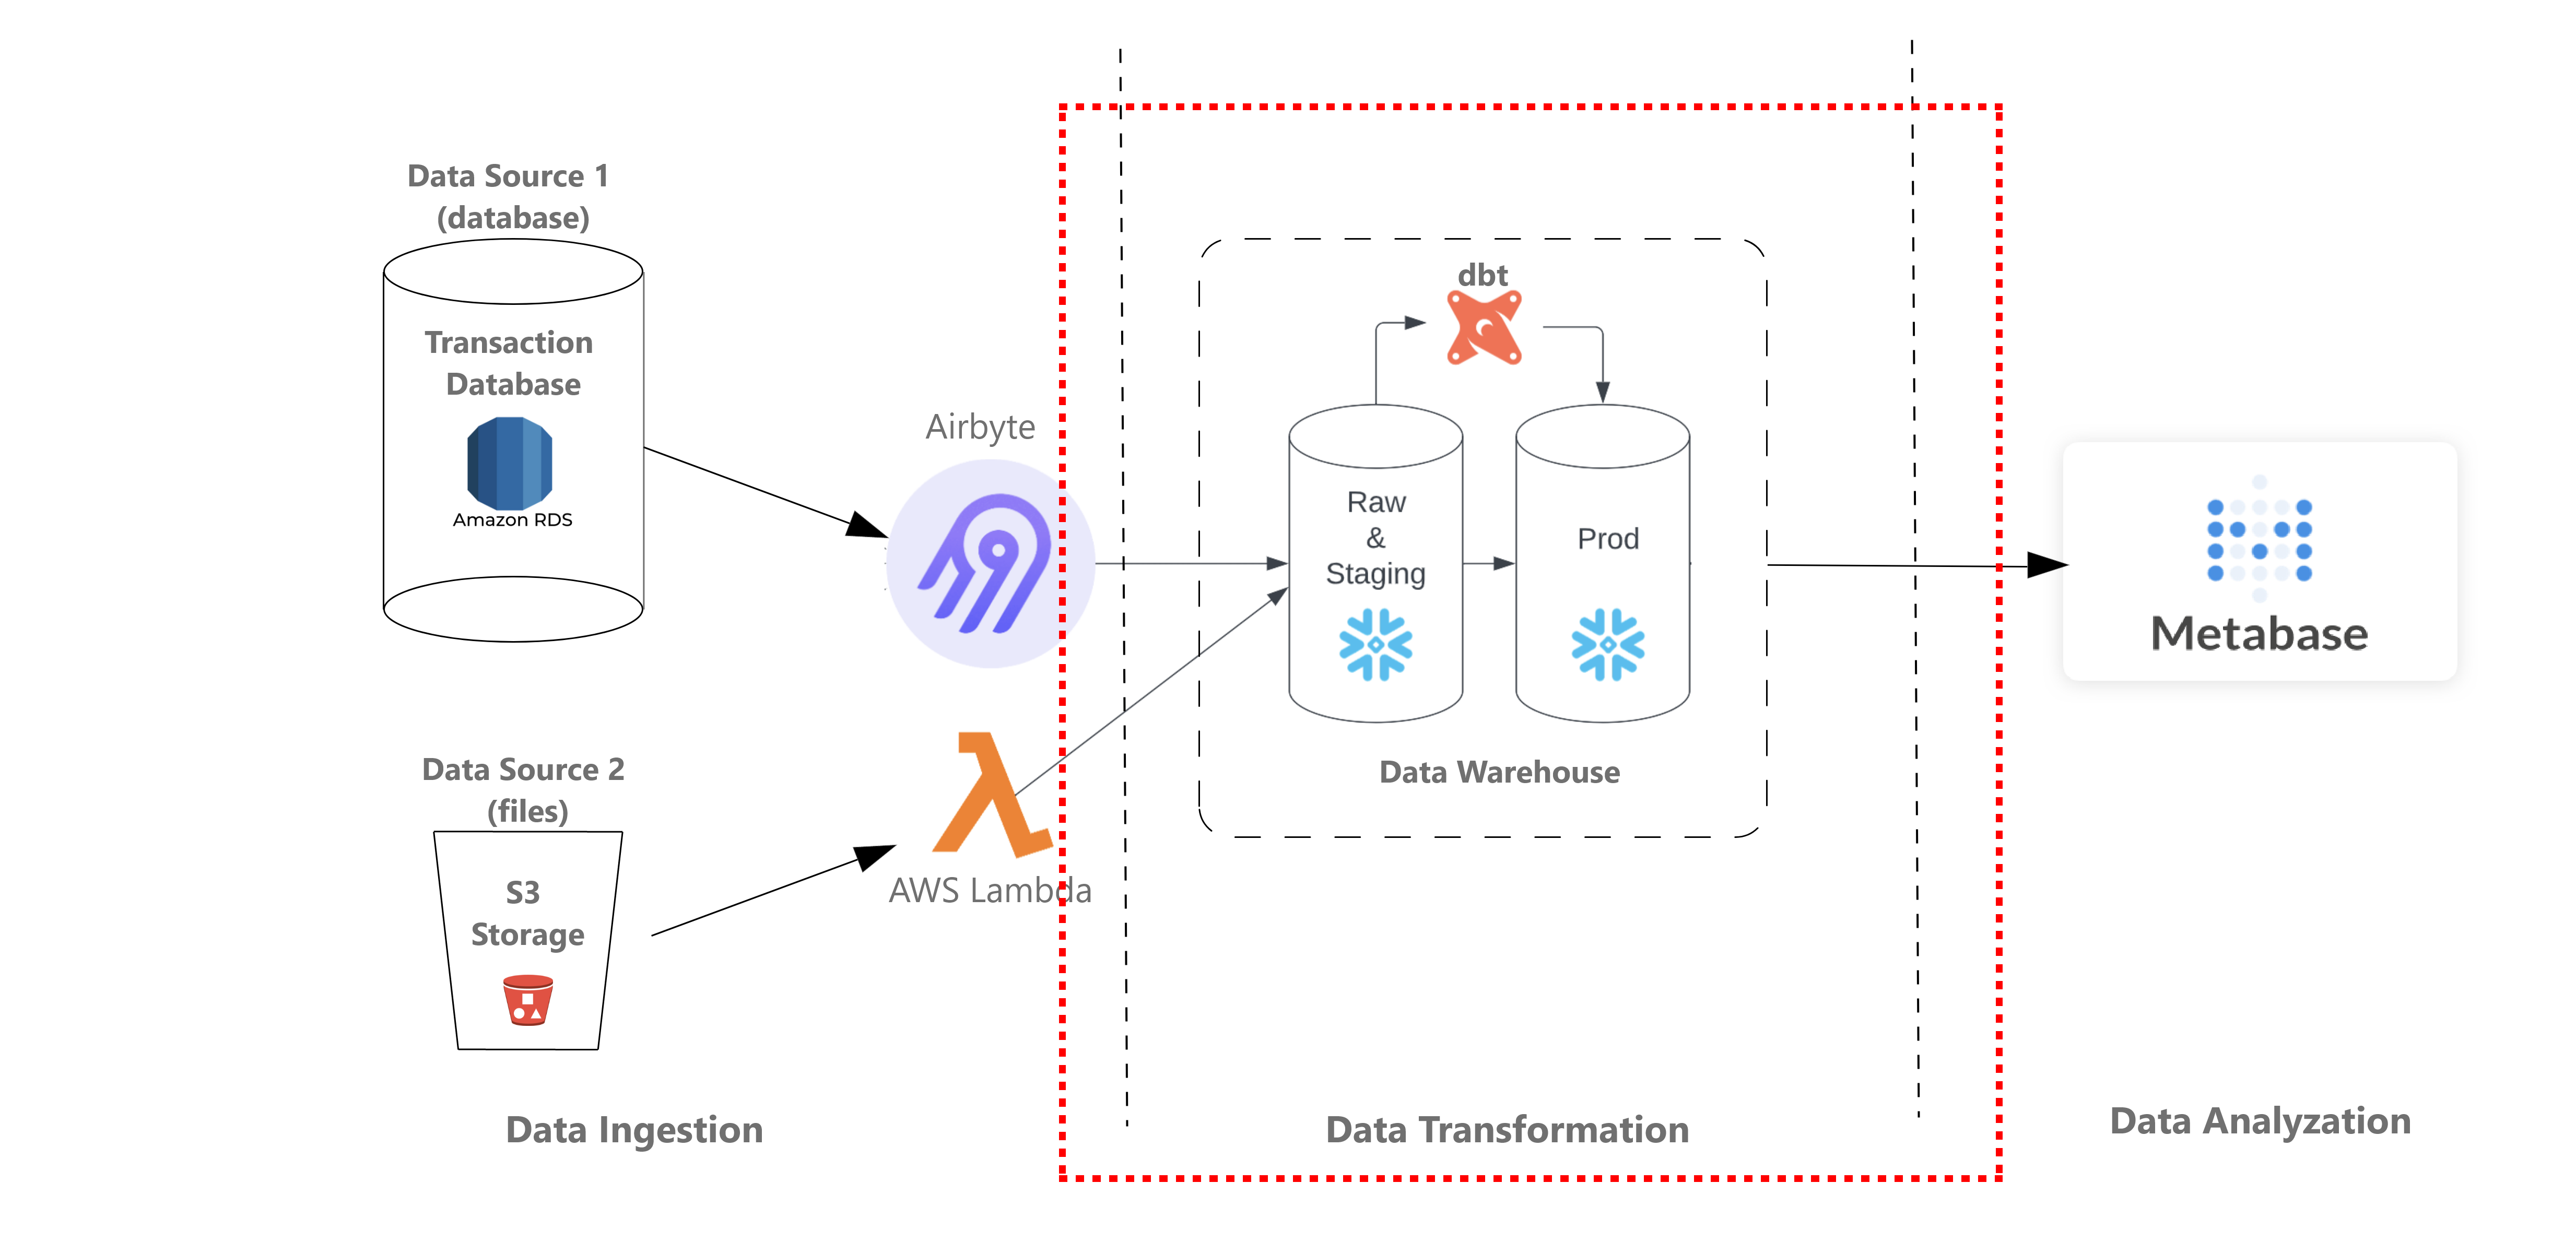 Data Source 1
(database)
Transaction
Database
Amazon RDS
Data Source 2
(files)
S3
Storage
Data Ingestion
Airbyte
AWS Lambda
dbt
Raw
&
Staging
Prod
Data Warehouse
Data Transformation
Metabase
Data Analyzation